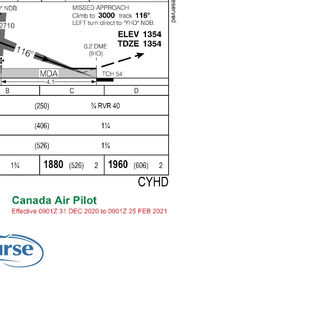 " NDB
MISSED APPROACH
Climb to 3000 track 116°
LEFT turn direct to "YHD" NDB.
2710
ELEV 1354
TDZE 1354
0.2 DME
(IHD)
116°
MDA
TCH 54'
4.1
B C D
(250) ¾ RVR 40
(406) 1¼
(526) 1½
1¾ 1880 (526) 2 1960 (606) 2
CYHD
Canada Air Pilot
Effective 0901Z 31 DEC 2020 to 0901Z 25 FEB 2021
urse